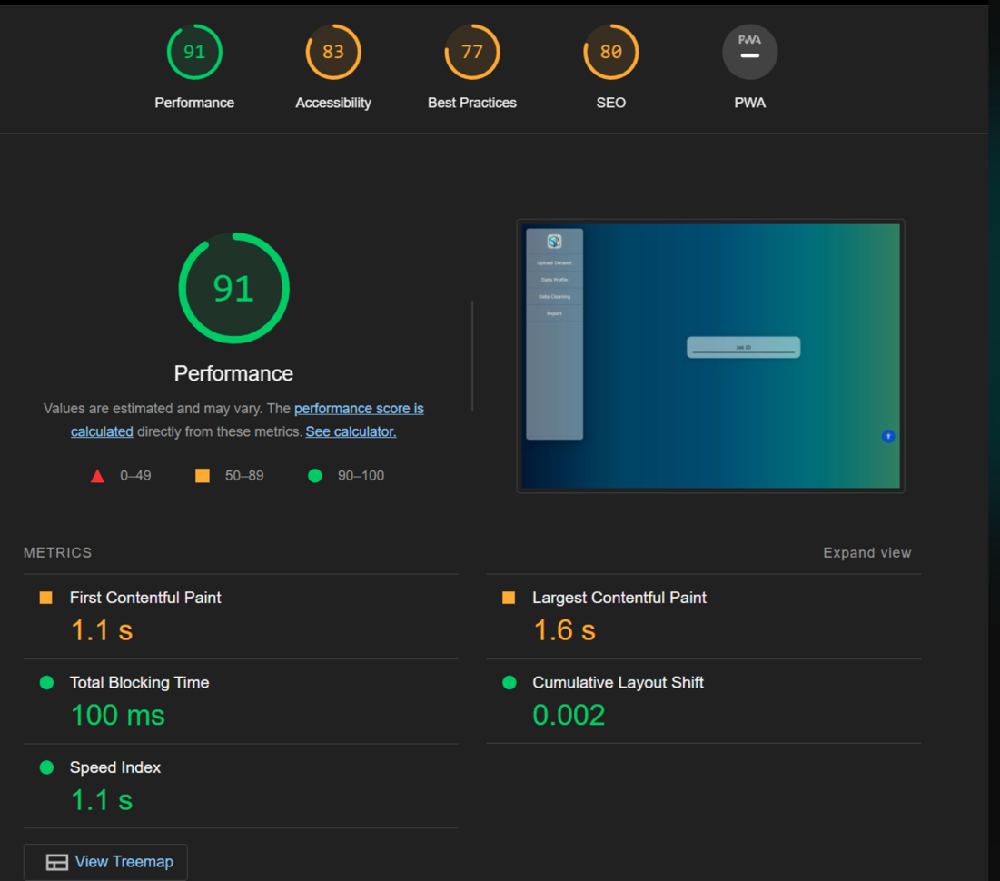 91 83 77 80 PWA
Performance Accessibility Best Practices SEO PWA
91
Performance
Values are estimated and may vary. The performance score is
calculated directly from these metrics. See calculator.
0–49 50–89 90–100
Upload Dataset
Data Profile
Data Cleaning
Export
Job ID
METRICS Expand view
First Contentful Paint
1.1 s
Largest Contentful Paint
1.6 s
Total Blocking Time
100 ms
Cumulative Layout Shift
0.002
Speed Index
1.1 s
View Treemap